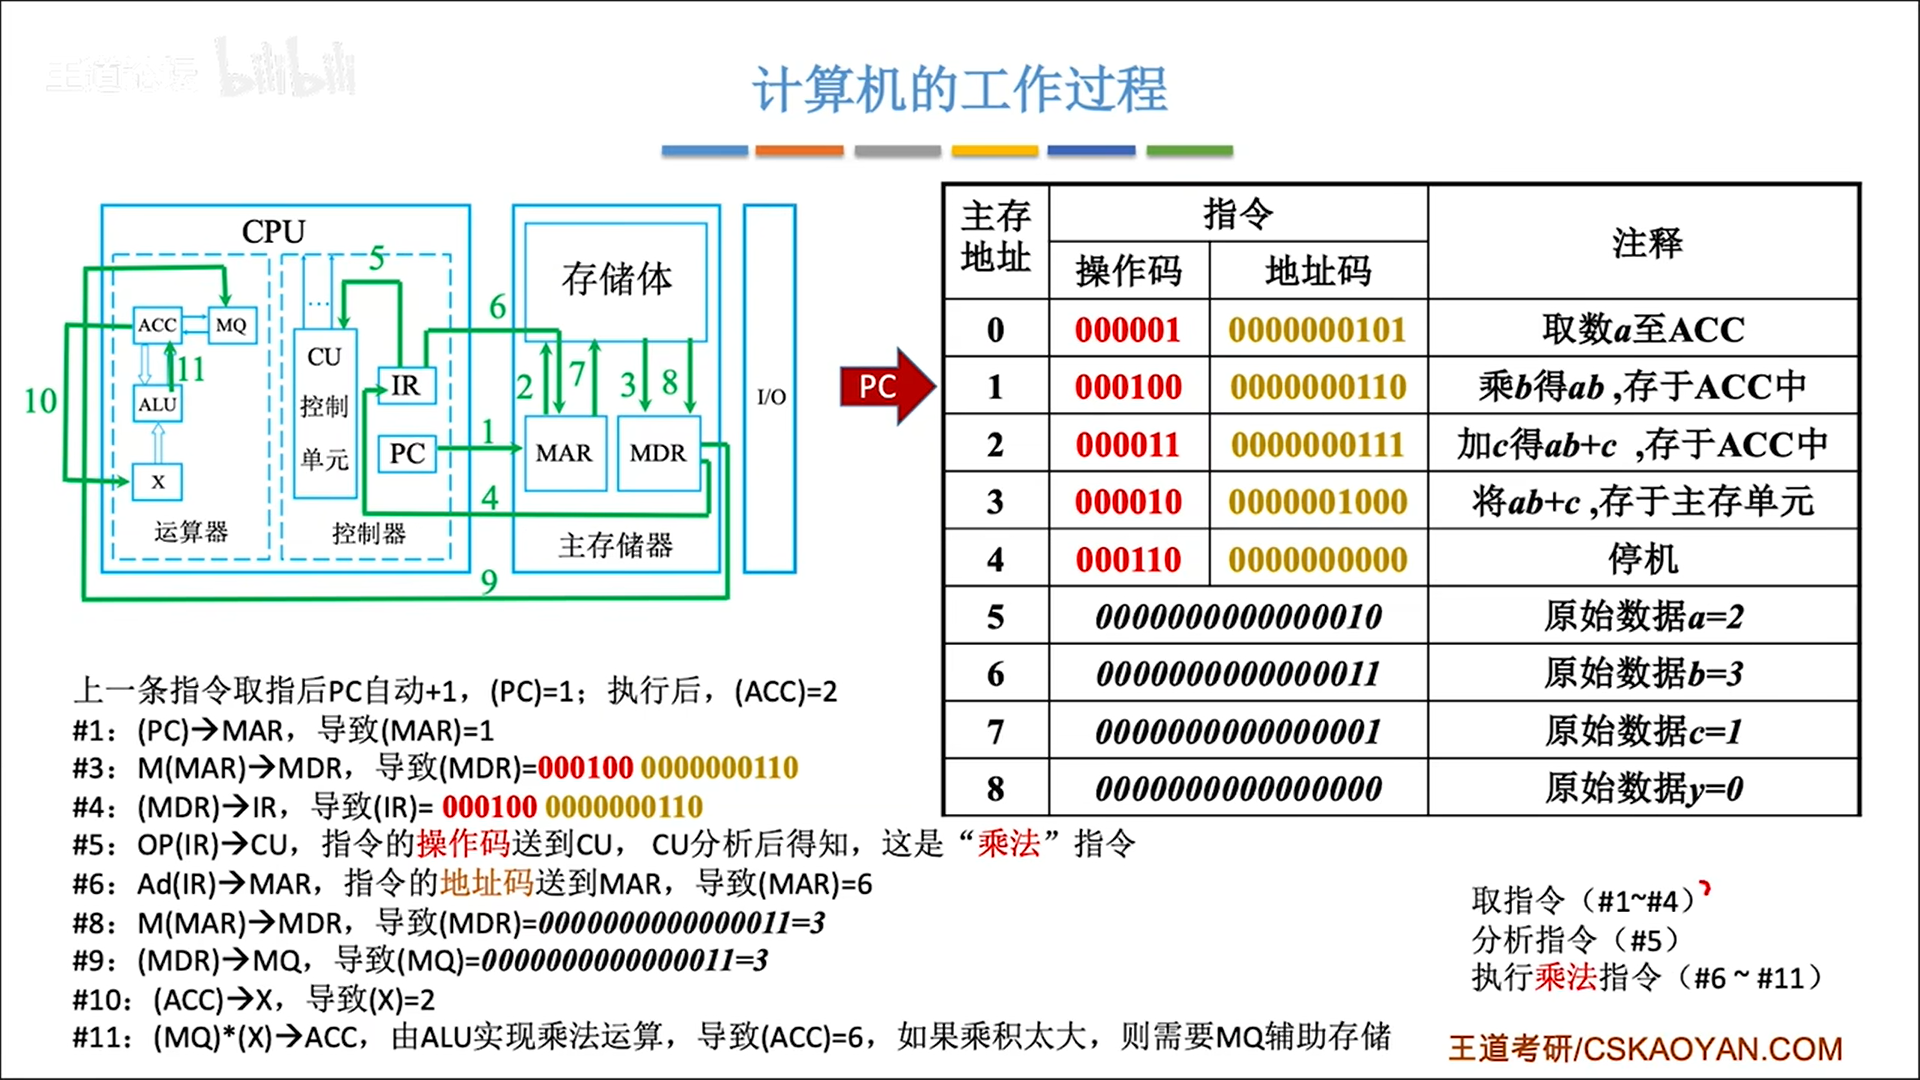 王道论坛 bilibili
计算机的工作过程
CPU
ACC
MQ
ALU
X
运算器
...
CU
控制
单元
IR
PC
控制器
存储体
MAR
MDR
主存储器
I/O
1
2
3
4
5
6
7
8
9
10
11
PC
主存地址 指令 注释
操作码 地址码
0 000001 0000000101 取数a至ACC
1 000100 0000000110 乘b得ab ,存于ACC中
2 000011 0000000111 加c得ab+c ,存于ACC中
3 000010 0000001000 将ab+c ,存于主存单元
4 000110 0000000000 停机
5 0000000000000010 原始数据a=2
6 0000000000000011 原始数据b=3
7 0000000000000001 原始数据c=1
8 0000000000000000 原始数据y=0
上一条指令取指后PC自动+1，(PC)=1；执行后，(ACC)=2
#1：(PC)→MAR，导致(MAR)=1
#3：M(MAR)→MDR，导致(MDR)=000100 0000000110
#4：(MDR)→IR，导致(IR)= 000100 0000000110
#5：OP(IR)→CU，指令的操作码送到CU， CU分析后得知，这是“乘法”指令
#6：Ad(IR)→MAR，指令的地址码送到MAR，导致(MAR)=6
#8：M(MAR)→MDR，导致(MDR)=0000000000000011=3
#9：(MDR)→MQ，导致(MQ)=0000000000000011=3
#10：(ACC)→X，导致(X)=2
#11：(MQ)*(X)→ACC，由ALU实现乘法运算，导致(ACC)=6，如果乘积太大，则需要MQ辅助存储
取指令（#1~#4）
分析指令（#5）
执行乘法指令（#6 ~ #11）
王道考研/CSKAOYAN.COM